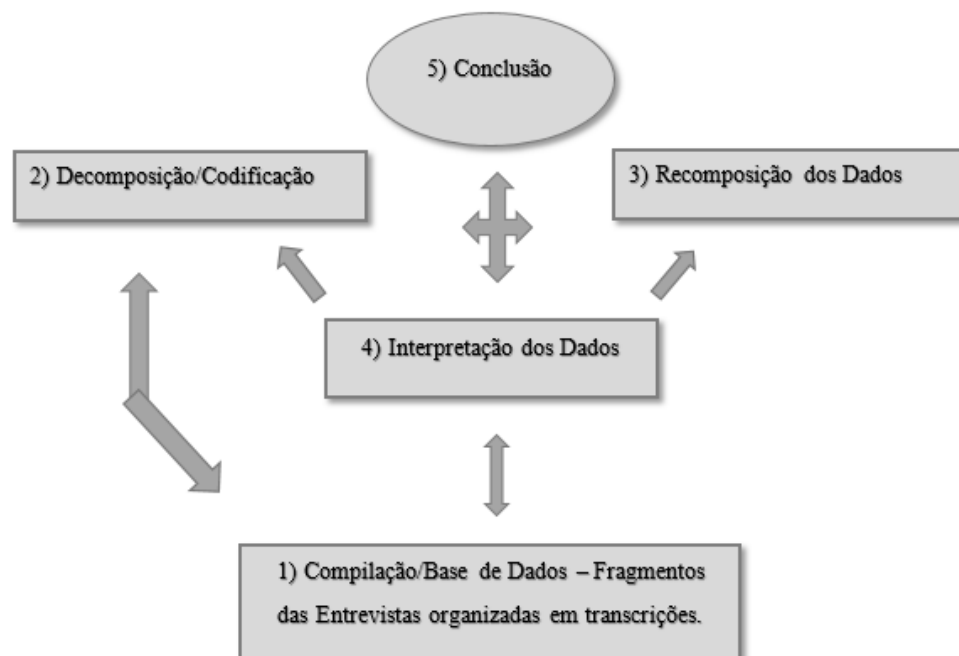 5) Conclusão
2) Decomposição/Codificação
3) Recomposição dos Dados
4) Interpretação dos Dados
1) Compilação/Base de Dados – Fragmentos
das Entrevistas organizadas em transcrições.